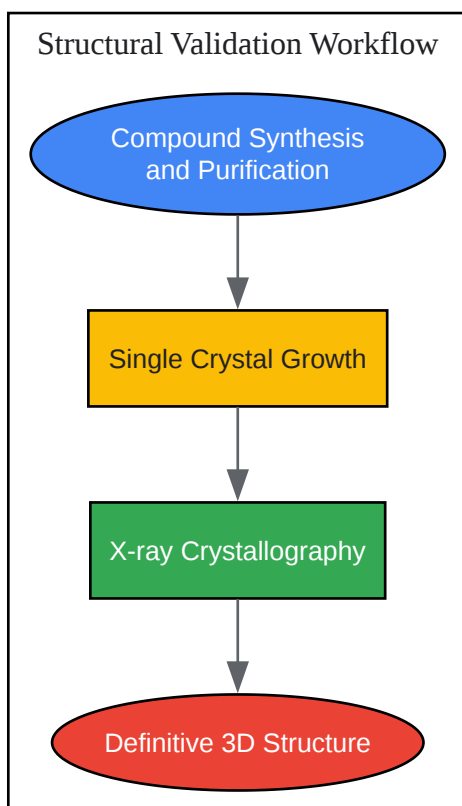 Structural Validation Workflow
Compound Synthesis
and Purification
Single Crystal Growth
X-ray Crystallography
Definitive 3D Structure